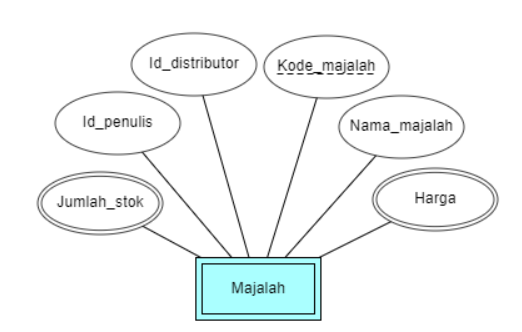 Id_distributor
Kode_majalah
Id_penulis
Nama_majalah
Jumlah_stok
Harga
Majalah